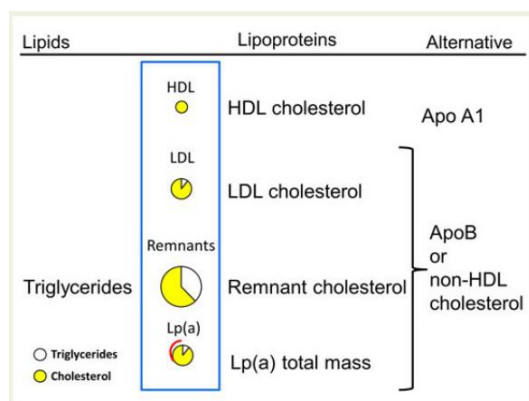 Lipids Lipoproteins Alternative
HDL
HDL cholesterol
Apo A1
LDL
LDL cholesterol
ApoB
or
non-HDL
cholesterol
Remnants
Triglycerides
Remnant cholesterol
Lp(a)
Lp(a) total mass
Triglycerides
Cholesterol